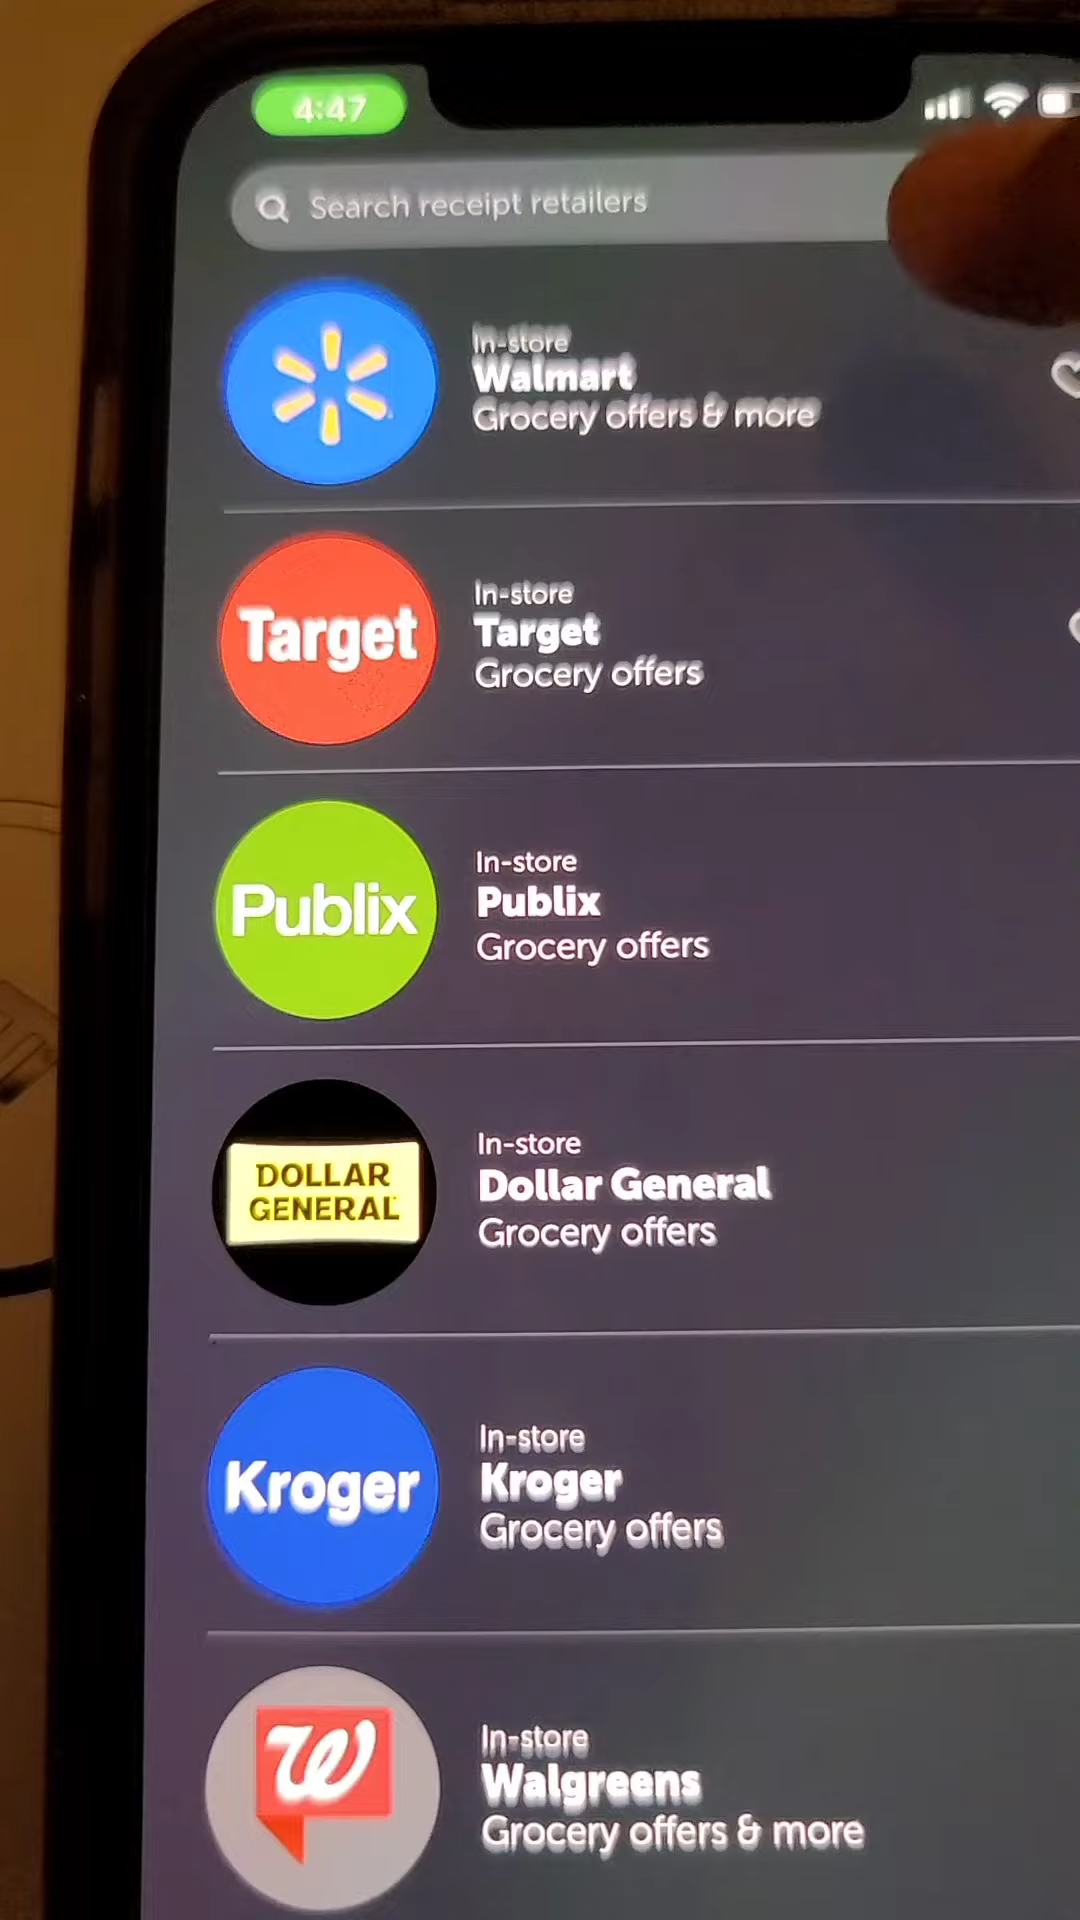 4:47
Search receipt retailers
In-store
Walmart
Grocery offers & more
Target
In-store
Target
Grocery offers
Publix
In-store
Publix
Grocery offers
DOLLAR
GENERAL
In-store
Dollar General
Grocery offers
Kroger
In-store
Kroger
Grocery offers
W
In-store
Walgreens
Grocery offers & more